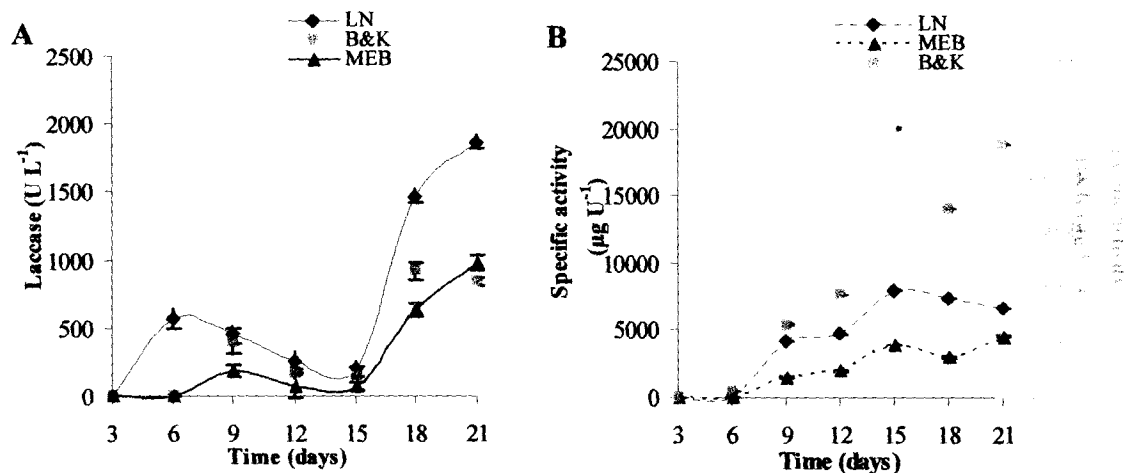 A
LN
B&K
MEB
2500
2000
1500
1000
500
0
Laccase (U L⁻¹)
3 6 9 12 15 18 21
Time (days)
B
LN
MEB
B&K
25000
20000
15000
10000
5000
0
Specific activity
(µg U⁻¹)
3 6 9 12 15 18 21
Time (days)